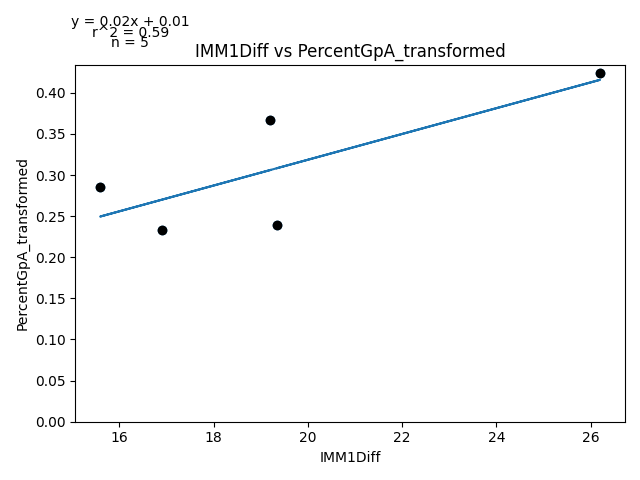 y = 0.02x + 0.01
r^2 = 0.59
n = 5
IMM1Diff vs PercentGpA_transformed
PercentGpA_transformed
0.40
0.35
0.30
0.25
0.20
0.15
0.10
0.05
0.00
16 18 20 22 24 26
IMM1Diff